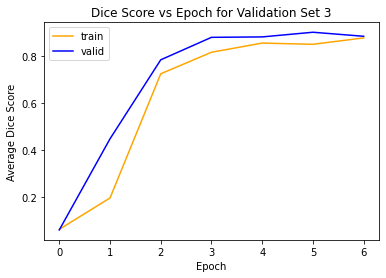 Dice Score vs Epoch for Validation Set 3
train
valid
Average Dice Score
0.8
0.6
0.4
0.2
0 1 2 3 4 5 6
Epoch